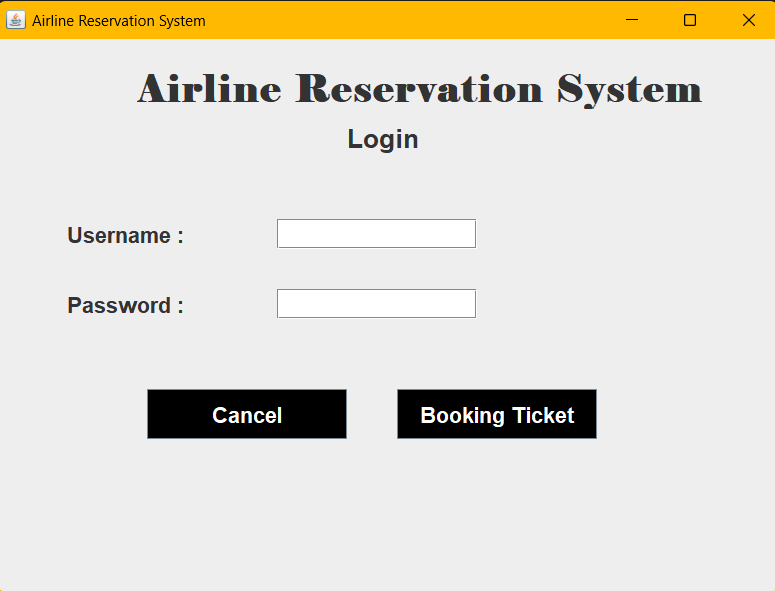 Airline Reservation System
Airline Reservation System
Login
Username :
Password :
Cancel
Booking Ticket